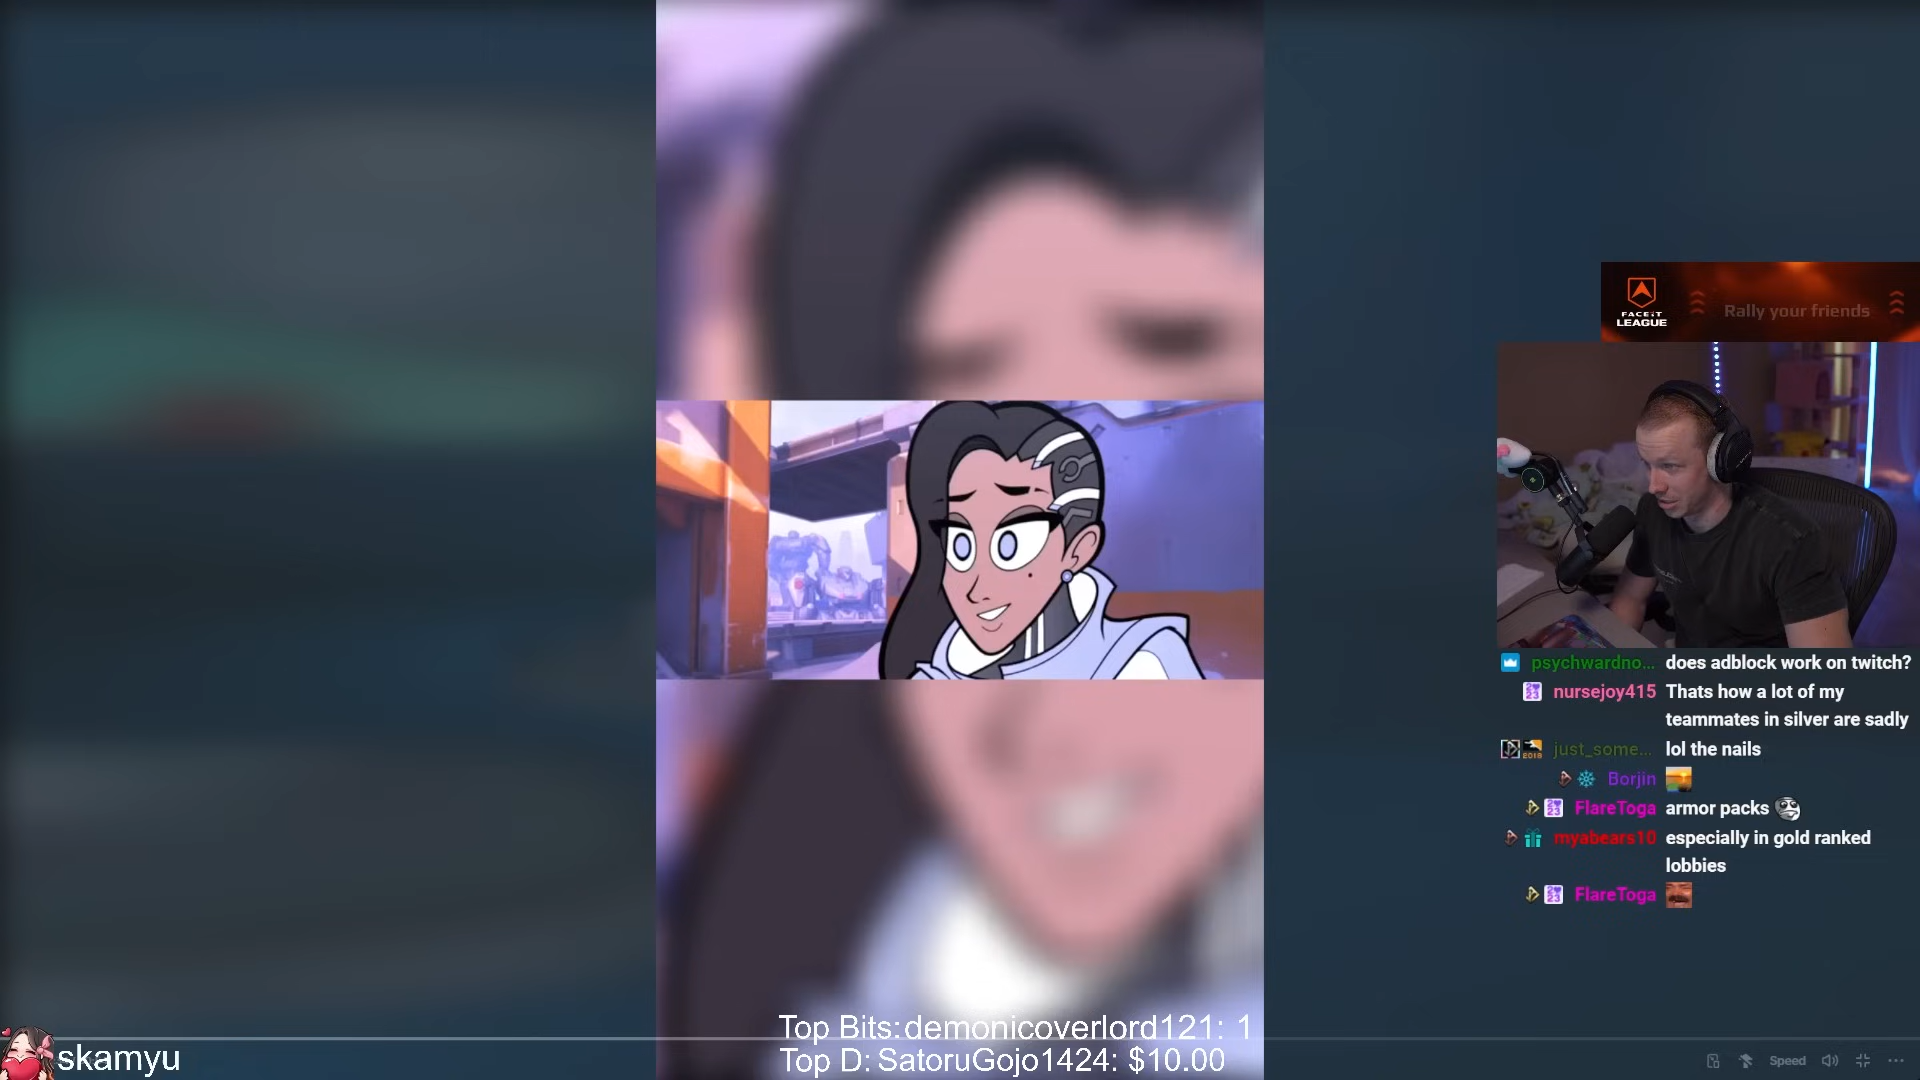 FACEIT
LEAGUE
Rally your friends
psychwardno... does adblock work on twitch?
nursejoy415 Thats how a lot of my
teammates in silver are sadly
just_some... lol the nails
Borjin
FlareToga armor packs
myabears10 especially in gold ranked
lobbies
FlareToga
Top Bits:demonicoverlord121: 1
Top D: SatoruGojo1424: $10.00
skamyu
Speed